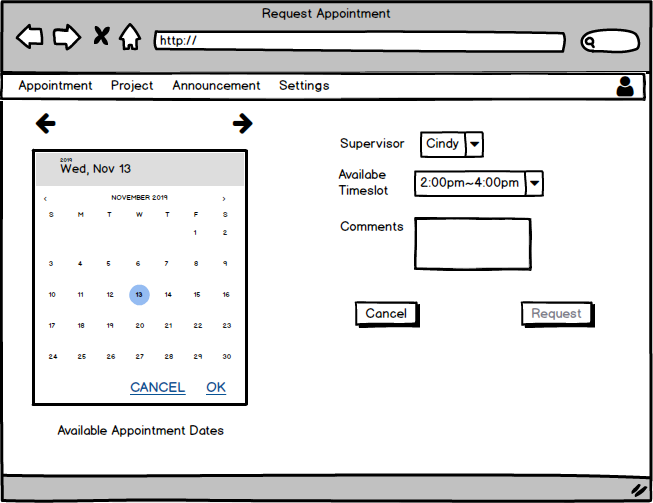 Request Appointment
http://
Appointment Project Announcement Settings
2019
Wed, Nov 13
‹ NOVEMBER 2019 ›
S M T W T F S
1 2
3 4 5 6 7 8 9
10 11 12 13 14 15 16
17 18 19 20 21 22 23
24 25 26 27 28 29 30
CANCEL OK
Available Appointment Dates
Supervisor Cindy
Availabe
Timeslot
2:00pm~4:00pm
Comments
Cancel Request